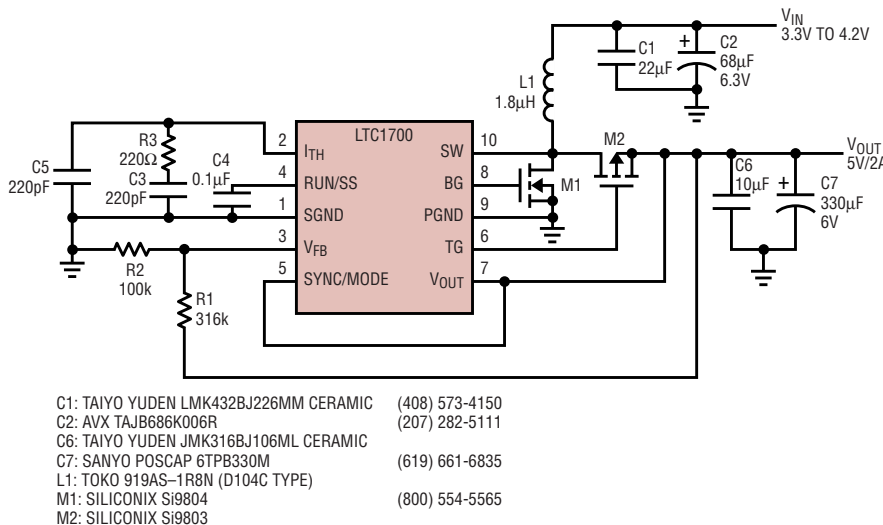 VIN
3.3V TO 4.2V
C1
22µF
+
C2
68µF
6.3V
L1
1.8µH
LTC1700
M2
R3
220Ω
C5
220pF
C3
220pF
C4
0.1µF
2
ITH
4
RUN/SS
1
SGND
3
VFB
5
SYNC/MODE
SW
10
BG
8
PGND
9
TG
6
VOUT
7
M1
VOUT
5V/2A
C6
10µF
+
C7
330µF
6V
R2
100k
R1
316k
C1: TAIYO YUDEN LMK432BJ226MM CERAMIC (408) 573-4150
C2: AVX TAJB686K006R (207) 282-5111
C6: TAIYO YUDEN JMK316BJ106ML CERAMIC
C7: SANYO POSCAP 6TPB330M (619) 661-6835
L1: TOKO 919AS–1R8N (D104C TYPE)
M1: SILICONIX Si9804 (800) 554-5565
M2: SILICONIX Si9803